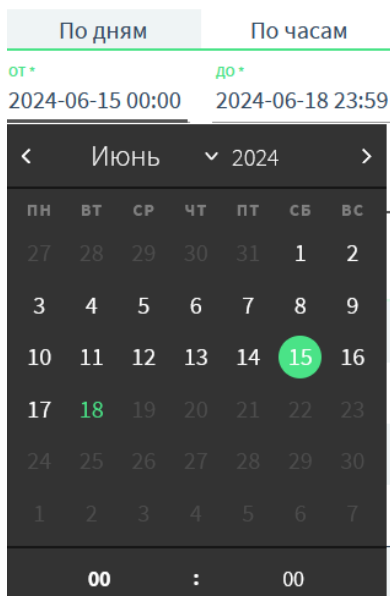 По дням По часам
от * до *
2024-06-15 00:00 2024-06-18 23:59
Июнь 2024
ПН ВТ СР ЧТ ПТ СБ ВС
27 28 29 30 31 1 2
3 4 5 6 7 8 9
10 11 12 13 14 15 16
17 18 19 20 21 22 23
24 25 26 27 28 29 30
1 2 3 4 5 6 7
00 : 00